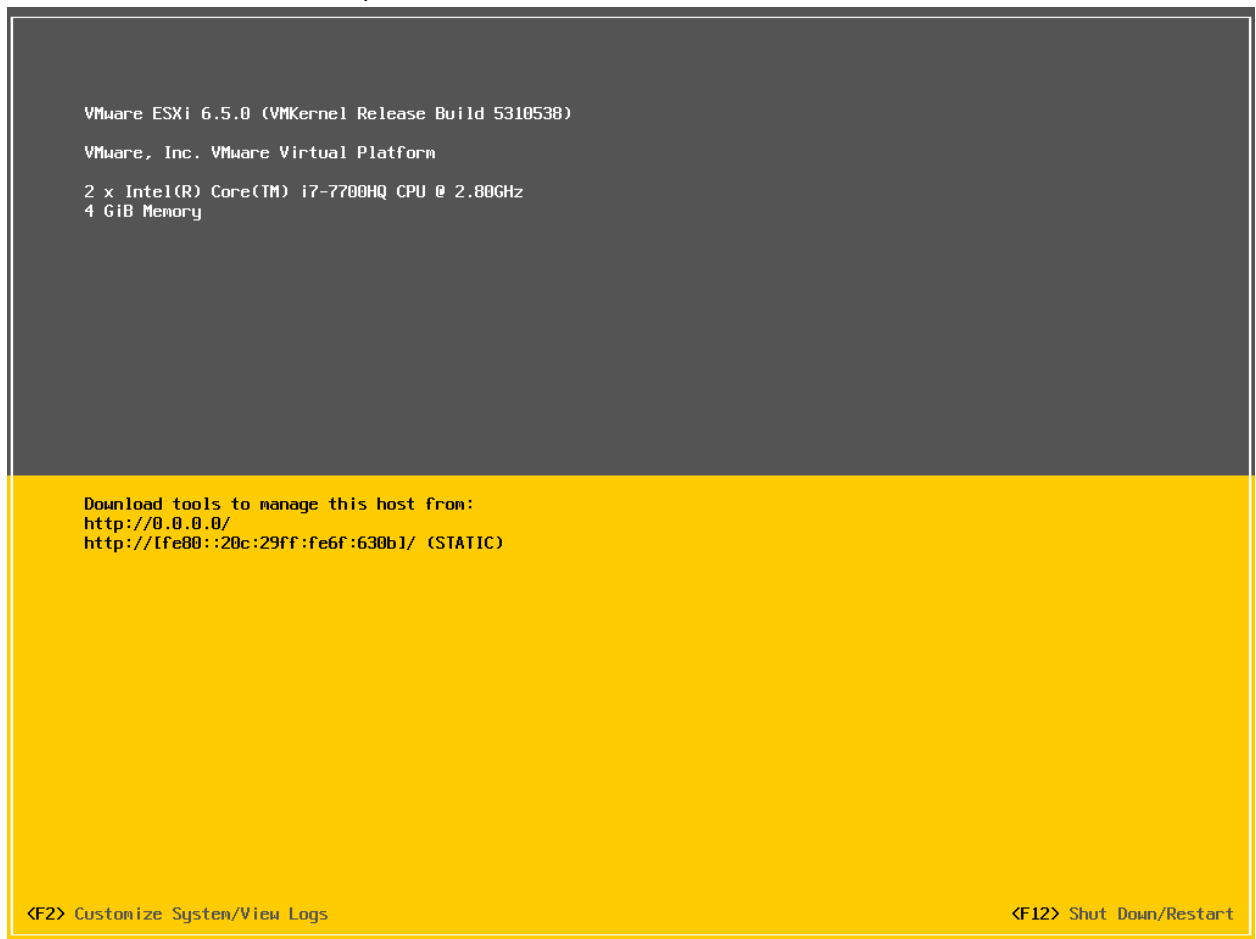 VMware ESXi 6.5.0 (VMKernel Release Build 5310538)
VMware, Inc. VMware Virtual Platform
2 x Intel(R) Core(TM) i7-7700HQ CPU @ 2.80GHz
4 GiB Memory
Download tools to manage this host from:
http://0.0.0.0/
http://[fe80::20c:29ff:fe6f:630b]/ (STATIC)
<F2> Customize System/View Logs
<F12> Shut Down/Restart